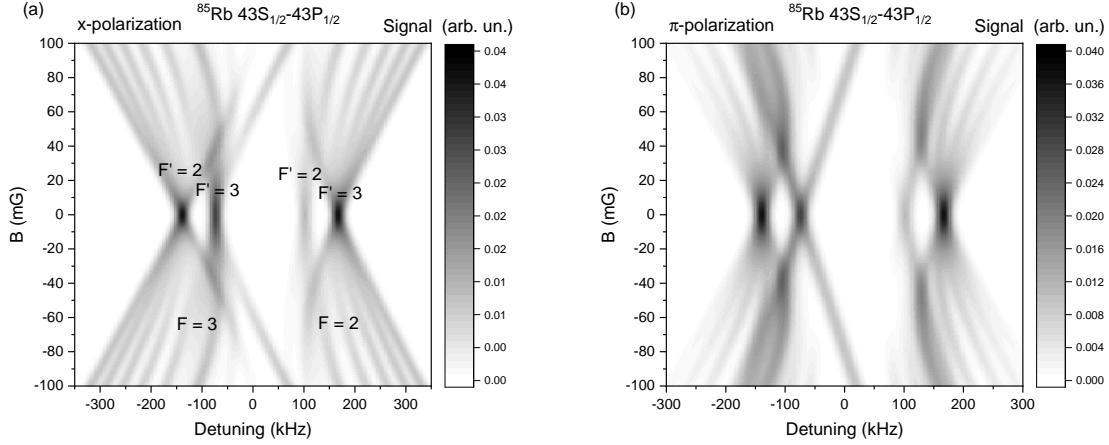 (a)
⁸⁵Rb 43S₁/₂-43P₁/₂
x-polarization
Signal (arb. un.)
100
80
60
40
20
0
-20
-40
-60
-80
-100
B (mG)
F' = 2
F' = 3
F' = 2
F' = 3
F = 3
F = 2
-300 -200 -100 0 100 200 300
Detuning (kHz)
0.04
0.04
0.03
0.03
0.02
0.02
0.02
0.01
0.01
0.00
0.00
(b)
⁸⁵Rb 43S₁/₂-43P₁/₂
π-polarization
Signal (arb. un.)
100
80
60
40
20
0
-20
-40
-60
-80
-100
B (mG)
-300 -200 -100 0 100 200 300
Detuning (kHz)
0.040
0.036
0.032
0.028
0.024
0.020
0.016
0.012
0.008
0.004
0.000